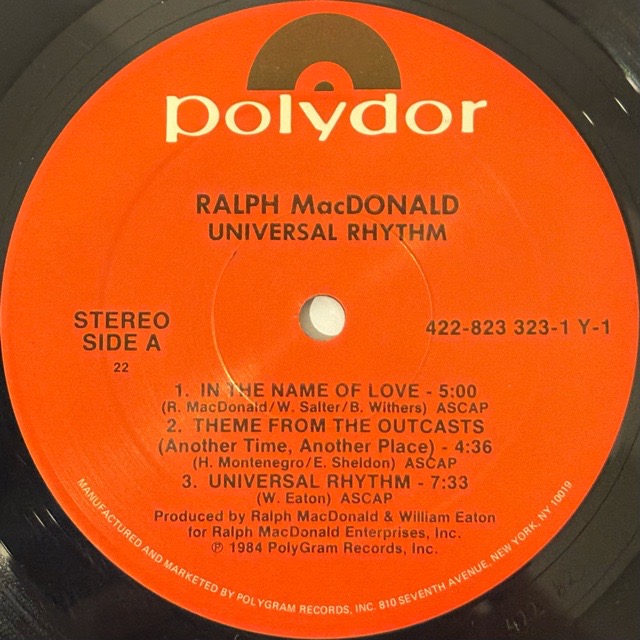 polydor
RALPH MacDONALD
UNIVERSAL RHYTHM
STEREO
SIDE A
22
422-823 323-1 Y-1
1. IN THE NAME OF LOVE - 5:00
(R. MacDonald/W. Salter/B. Withers) ASCAP
2. THEME FROM THE OUTCASTS
(Another Time, Another Place) - 4:36
(H. Montenegro/E. Sheldon) ASCAP
3. UNIVERSAL RHYTHM - 7:33
(W. Eaton) ASCAP
Produced by Ralph MacDonald & William Eaton
for Ralph MacDonald Enterprises, Inc.
℗ 1984 PolyGram Records, Inc.
MANUFACTURED AND MARKETED BY POLYGRAM RECORDS, INC. 810 SEVENTH AVENUE, NEW YORK, NY 10019